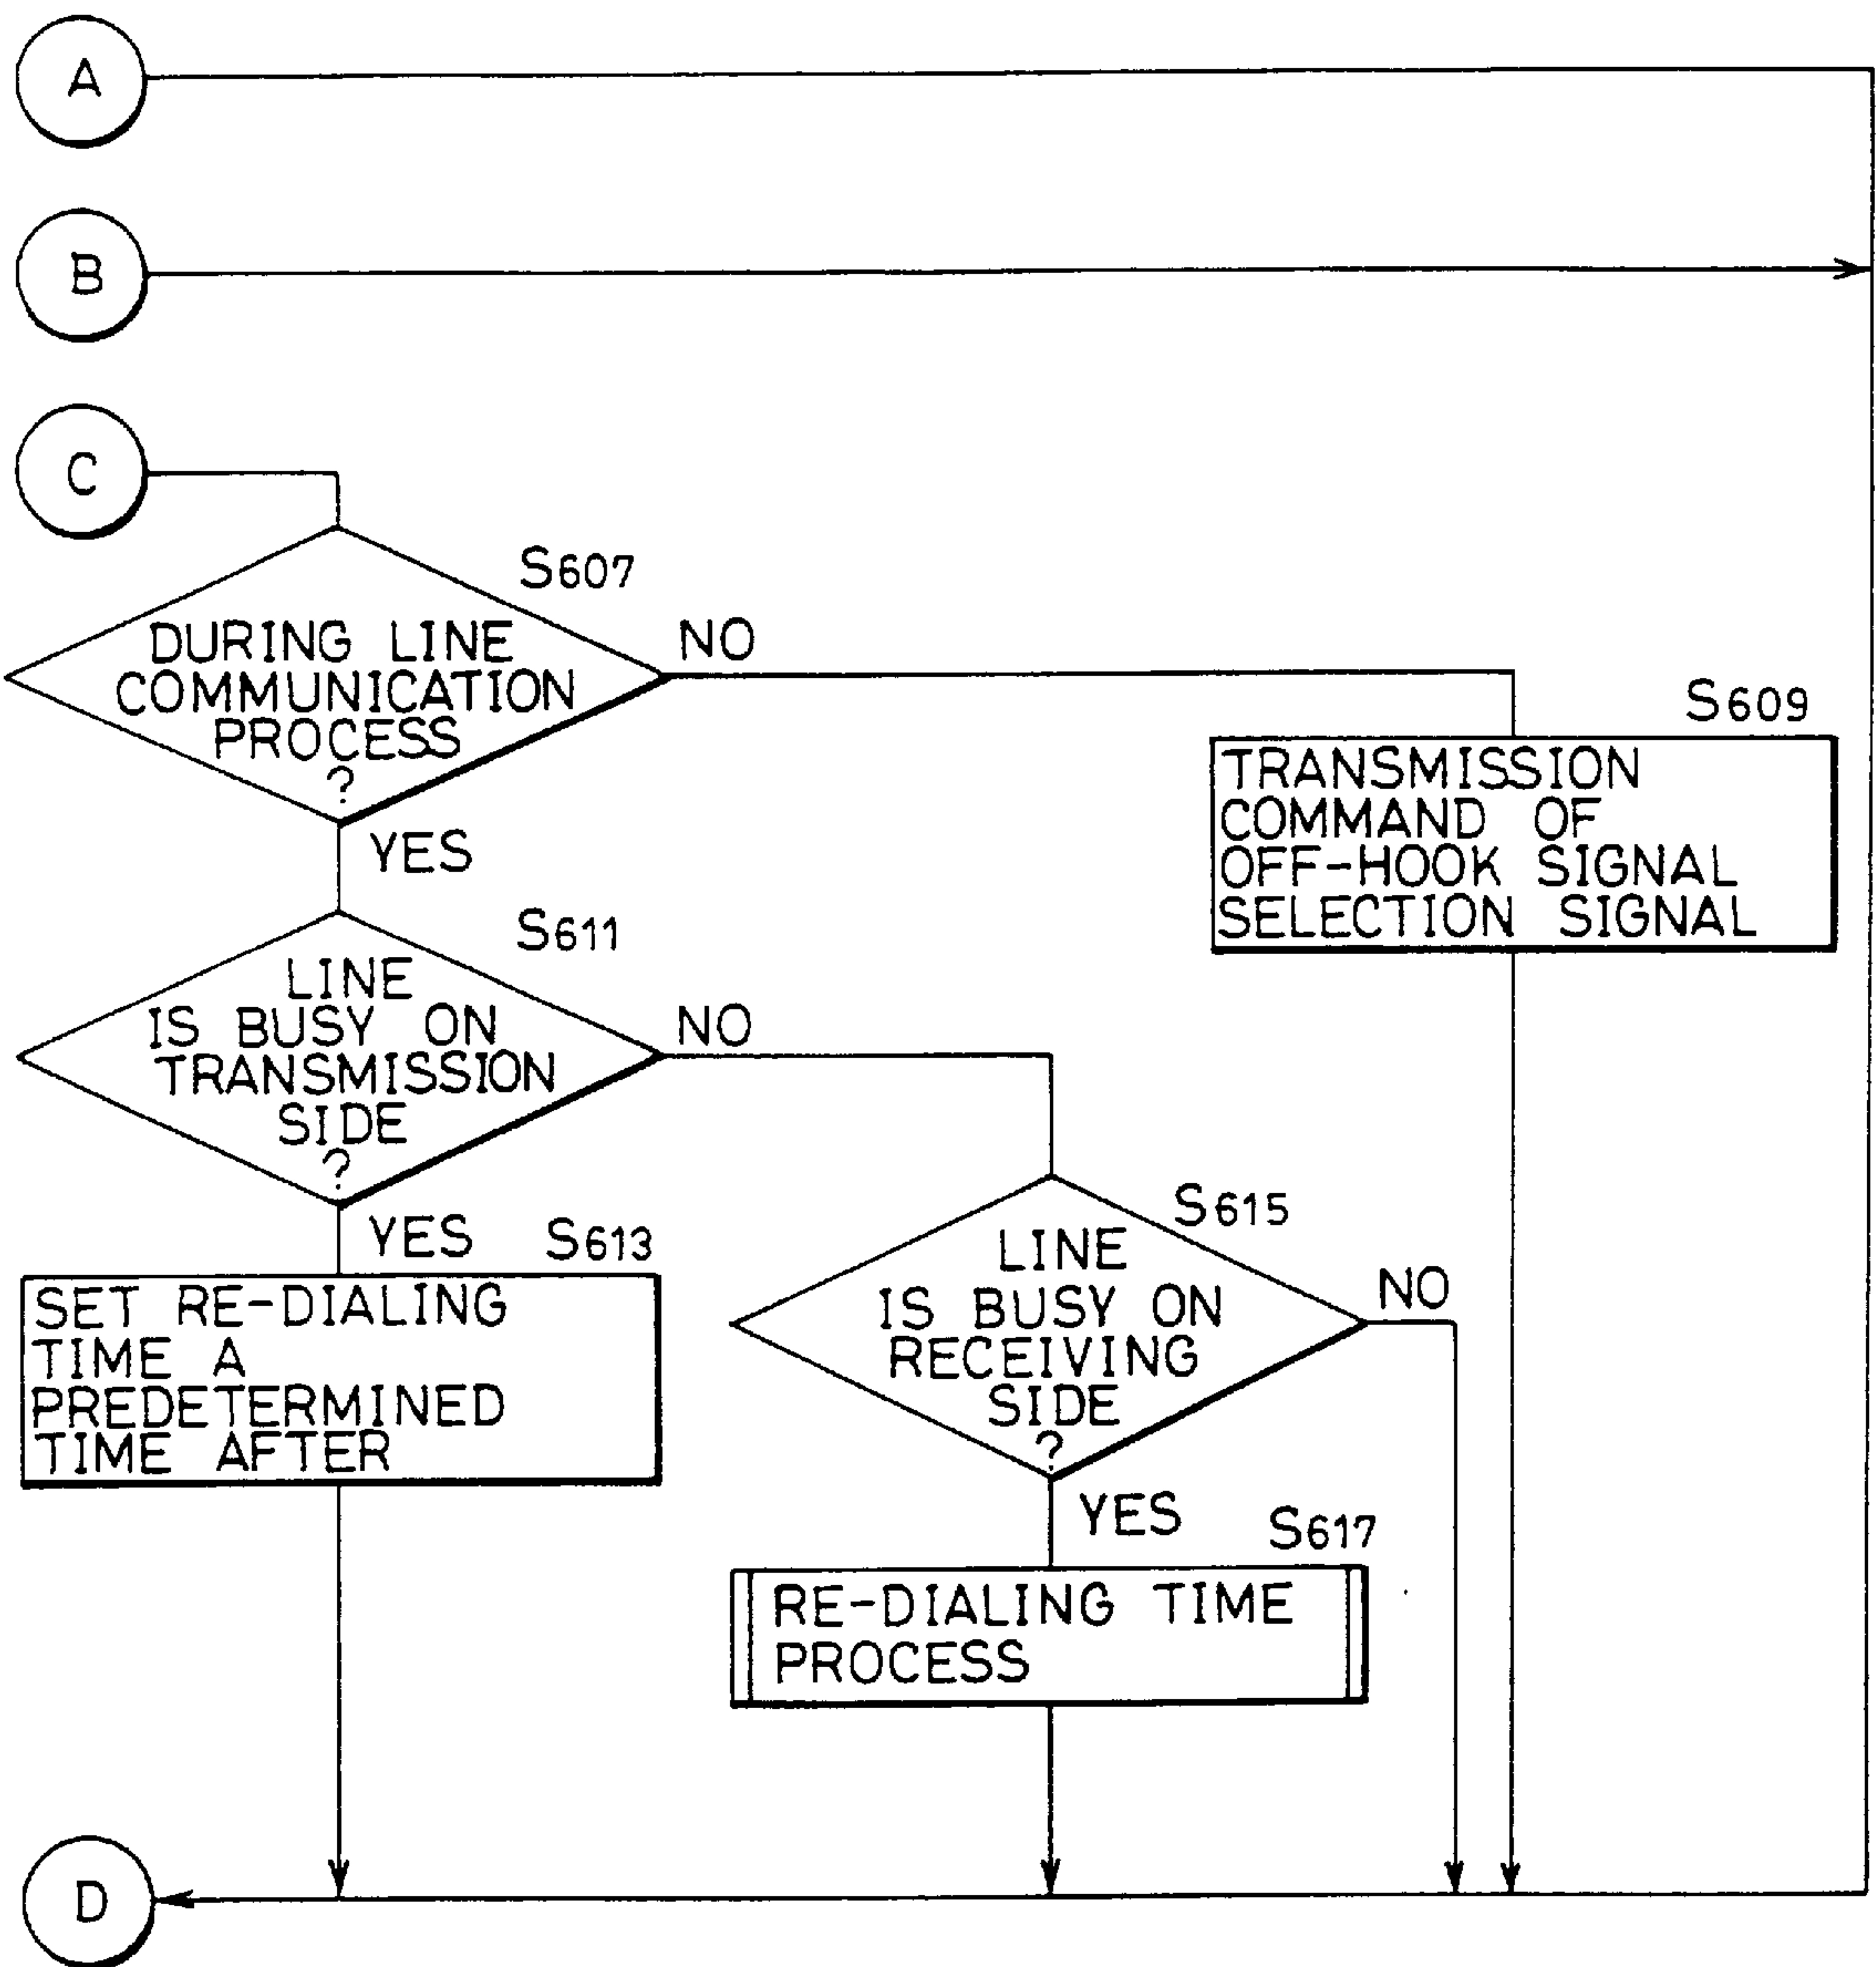 A
B
C
S607
DURING LINE
COMMUNICATION
PROCESS
?
NO
YES
S609
TRANSMISSION
COMMAND OF
OFF-HOOK SIGNAL
SELECTION SIGNAL
S611
LINE
IS BUSY ON
TRANSMISSION
SIDE
?
NO
YES
S613
SET RE-DIALING
TIME A
PREDETERMINED
TIME AFTER
S615
LINE
IS BUSY ON
RECEIVING
SIDE
?
NO
YES
S617
RE-DIALING TIME
PROCESS
D